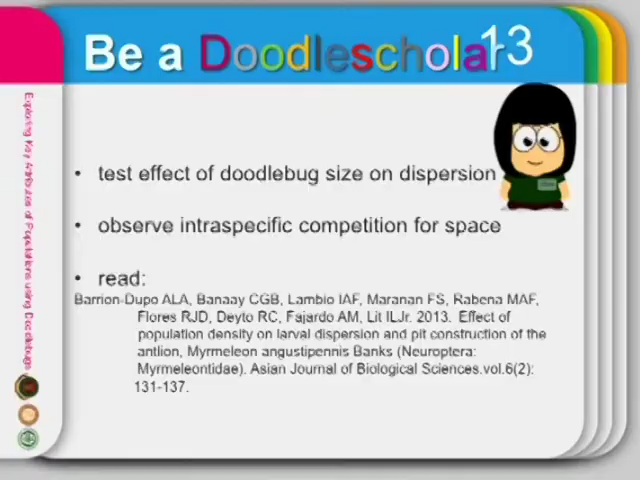 Be a Doodlescholar
13
• test effect of doodlebug size on dispersion
• observe intraspecific competition for space
• read:
Barrion-Dupo ALA, Banaay CGB, Lambio IAF, Maranan FS, Rabena MAF,
Flores RJD, Deyto RC, Fajardo AM, Lit ILJr. 2013. Effect of
population density on larval dispersion and pit construction of the
antlion, Myrmeleon angustipennis Banks (Neuroptera:
Myrmeleontidae). Asian Journal of Biological Sciences.vol.6(2):
131-137.
Exploring Key Attributes of Populations using Doodlebugs